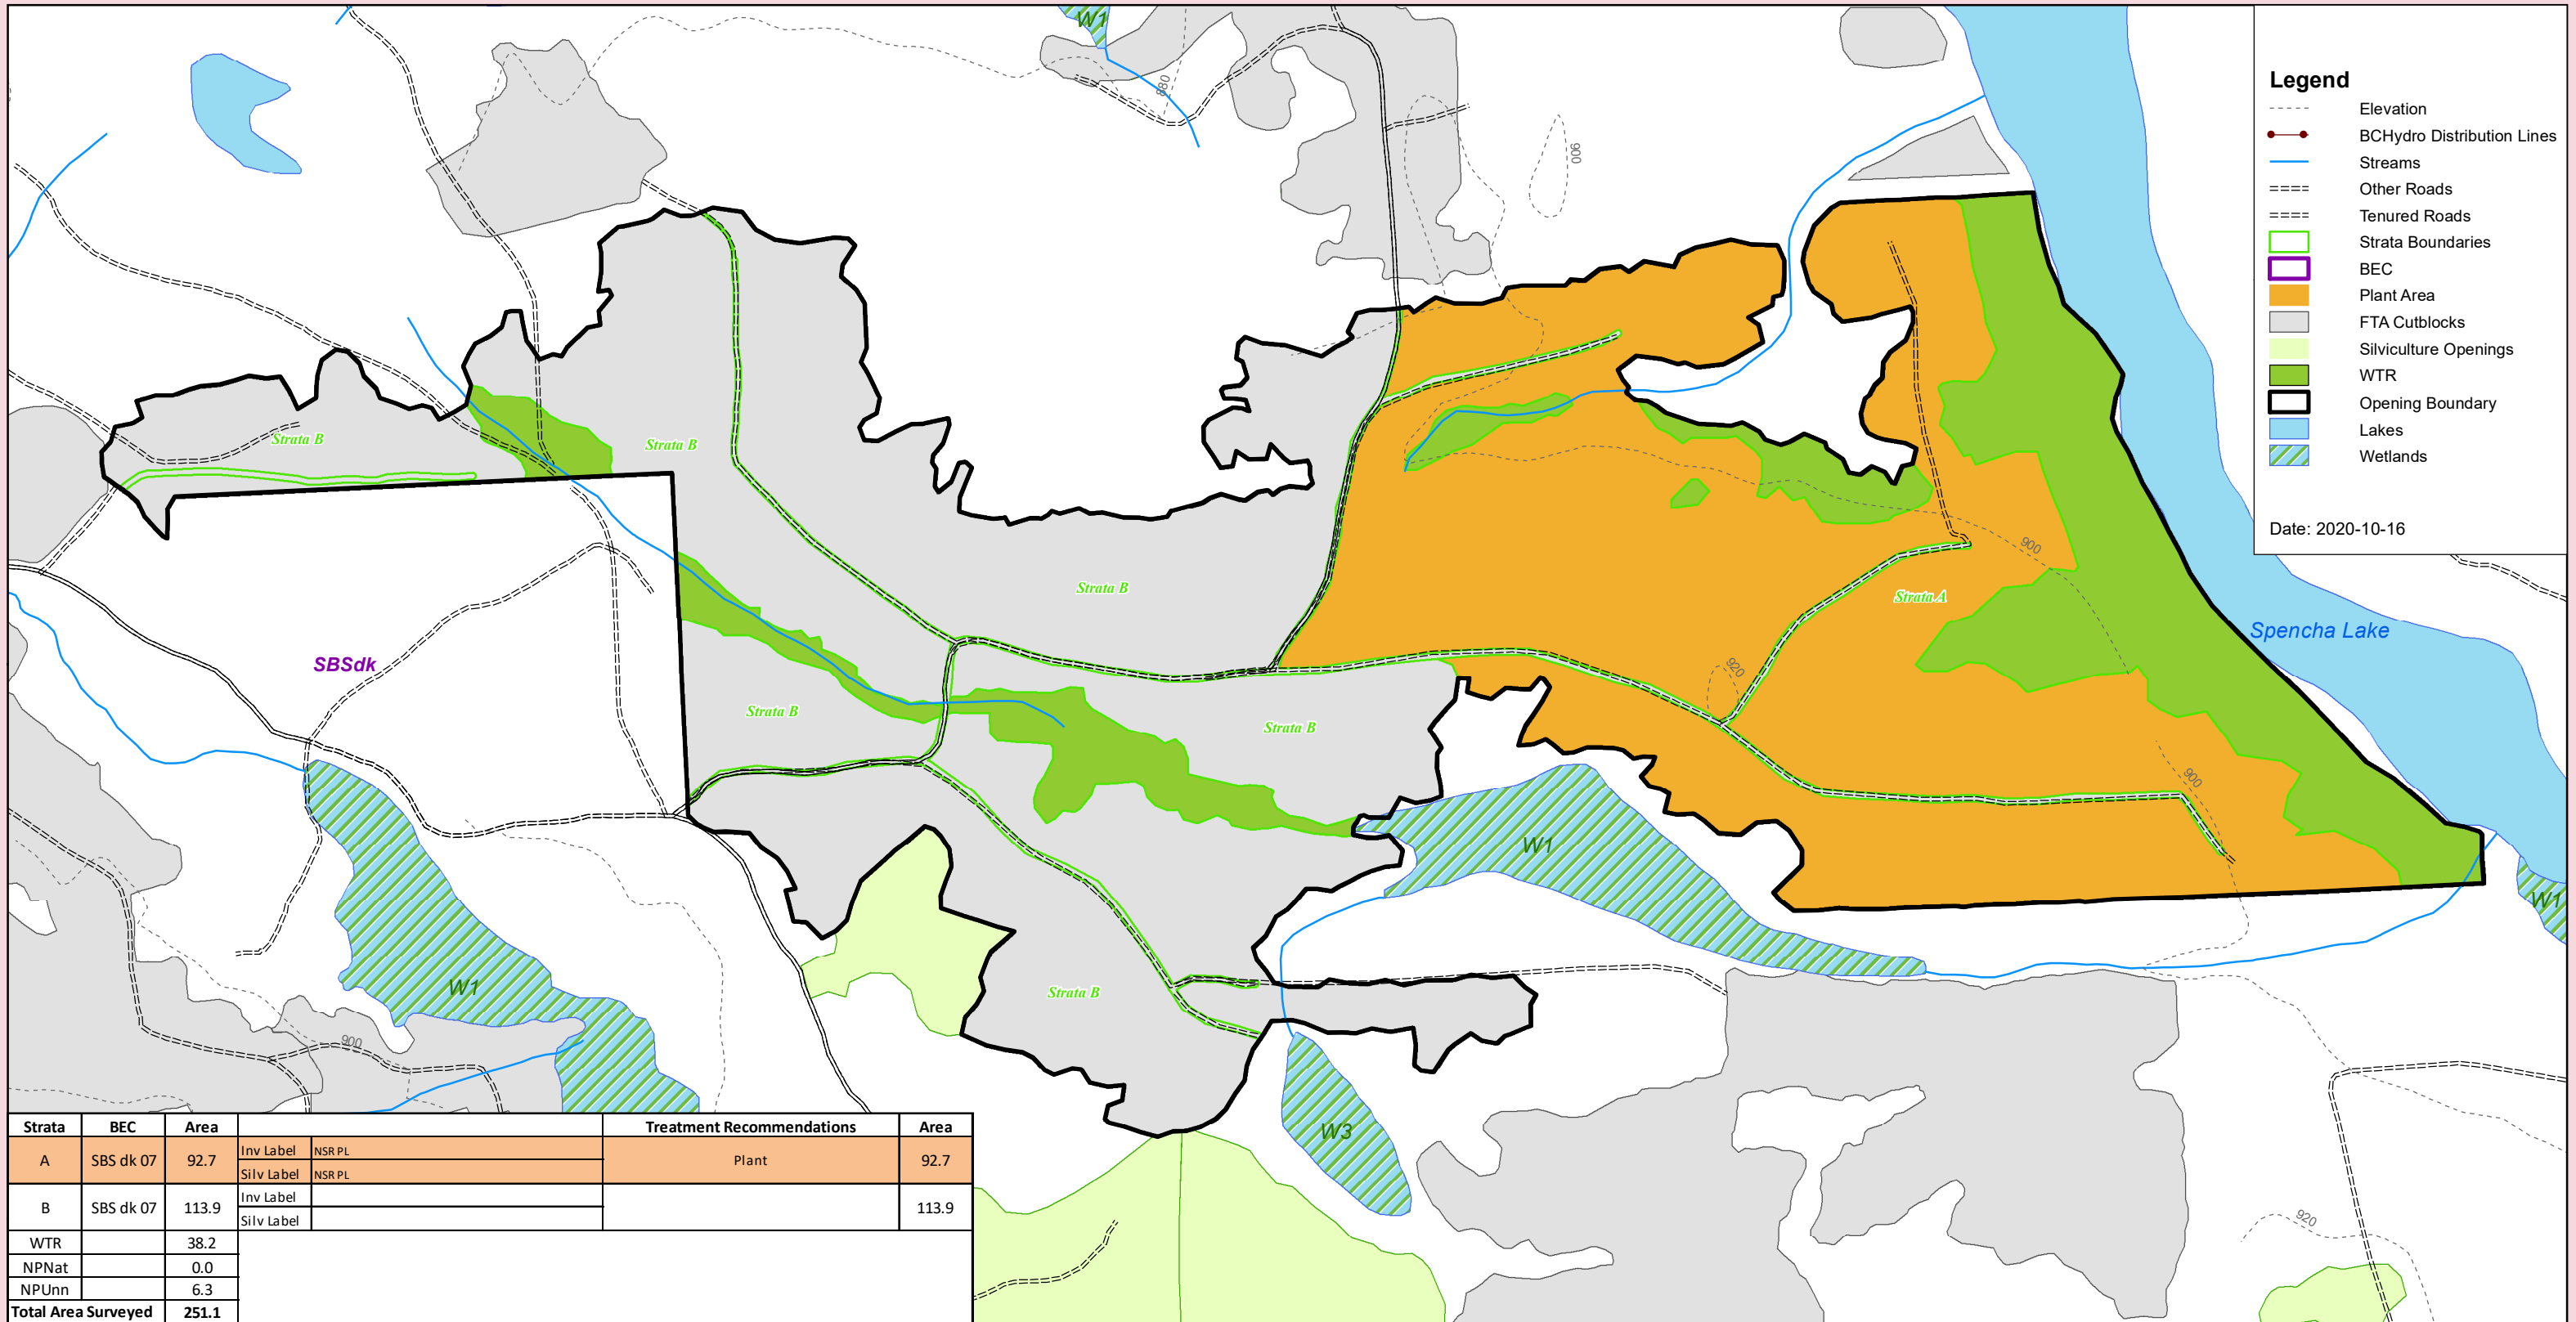 W1
880
900
Legend
Elevation
BCHydro Distribution Lines
Streams
Other Roads
Tenured Roads
Strata Boundaries
BEC
Plant Area
FTA Cutblocks
Silviculture Openings
WTR
Opening Boundary
Lakes
Wetlands
Date: 2020-10-16
Strata B
Strata B
Strata B
900
Strata A
Spencha Lake
SBSdk
920
Strata B
Strata B
900
W1
W1
W1
Strata B
900
W3
920
Strata BEC Area Treatment Recommendations Area
A SBS dk 07 92.7 Inv Label NSR PL Plant 92.7
Silv Label NSR PL
B SBS dk 07 113.9 Inv Label 113.9
Silv Label
WTR 38.2
NPNat 0.0
NPUnn 6.3
Total Area Surveyed 251.1